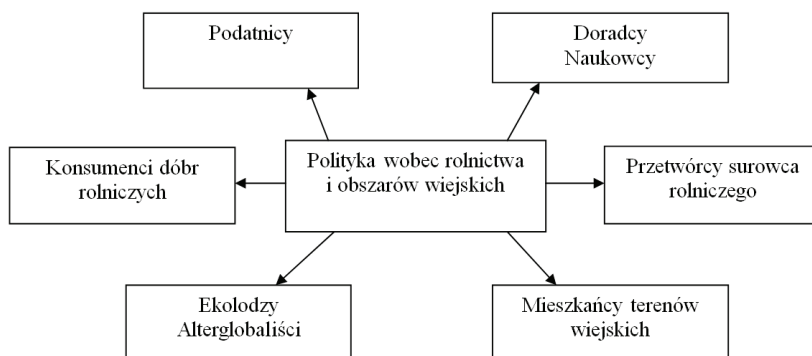 Podatnicy
Doradcy
Naukowcy
Konsumenci dóbr
rolniczych
Polityka wobec rolnictwa
i obszarów wiejskich
Przetwórcy surowca
rolniczego
Ekolodzy
Alterglobaliści
Mieszkańcy terenów
wiejskich